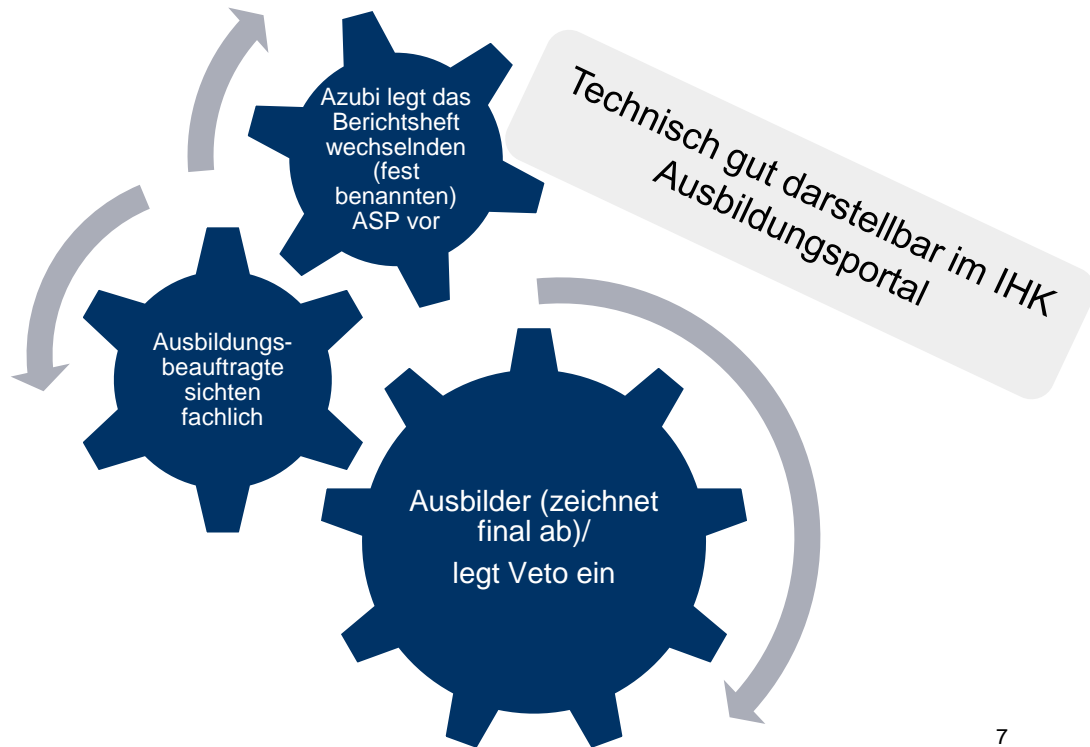 Azubi legt das
Berichtsheft
wechselnden
(fest
benannten)
ASP vor
Technisch gut darstellbar im IHK
Ausbildungsportal
Ausbildungs-
beauftragte
sichten
fachlich
Ausbilder (zeichnet
final ab)/
legt Veto ein
7